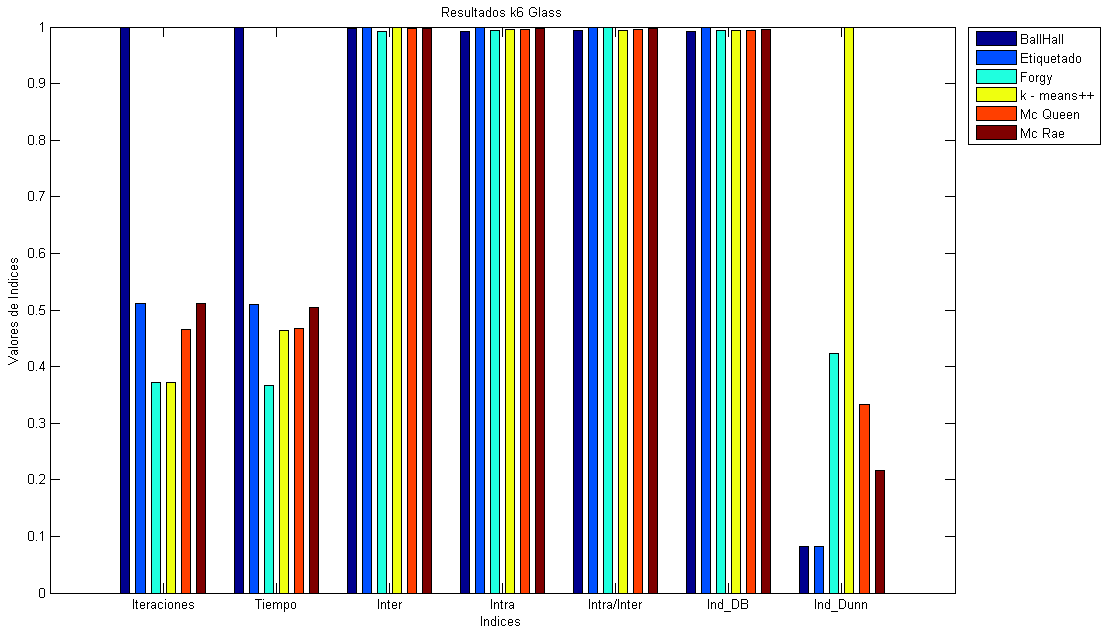 Resultados k6 Glass
1
0.9
0.8
0.7
0.6
0.5
0.4
0.3
0.2
0.1
0
Valores de Indices
Iteraciones
Tiempo
Inter
Intra
Intra/Inter
Ind_DB
Ind_Dunn
Indices
BallHall
Etiquetado
Forgy
k - means++
Mc Queen
Mc Rae